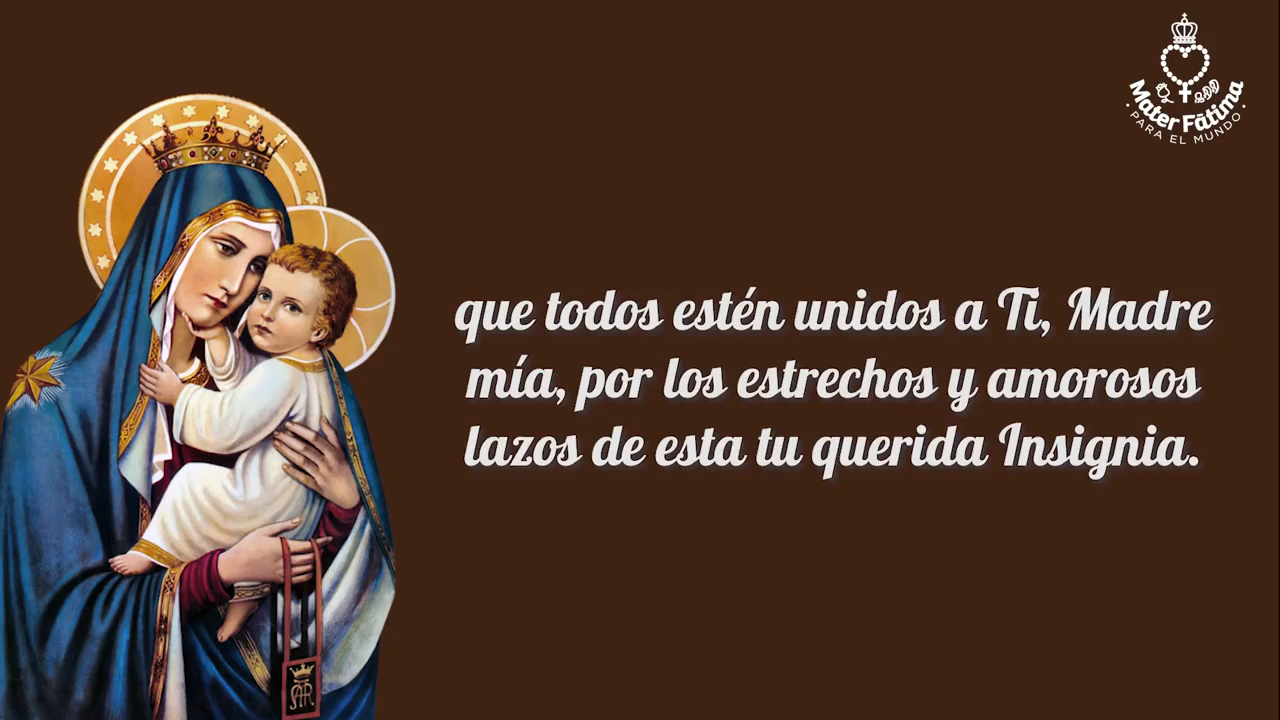 Mater Fātima
· PARA EL MUNDO ·
que todos estén unidos a Ti, Madre
mía, por los estrechos y amorosos
lazos de esta tu querida Insignia.